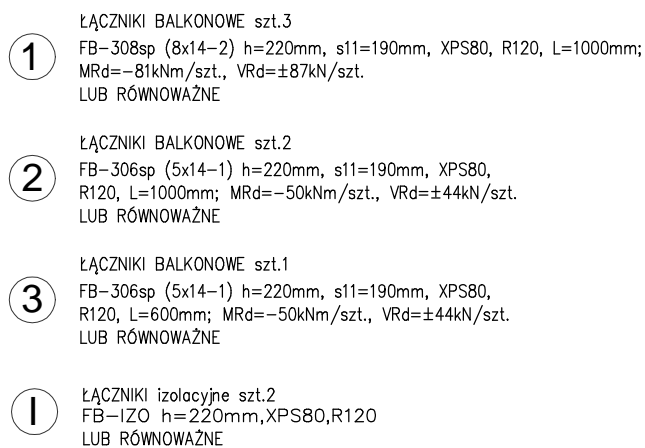 ŁĄCZNIKI BALKONOWE szt.3
1
FB-308sp (8x14-2) h=220mm, s11=190mm, XPS80, R120, L=1000mm;
MRd=-81kNm/szt., VRd=±87kN/szt.
LUB RÓWNOWAŻNE
ŁĄCZNIKI BALKONOWE szt.2
2
FB-306sp (5x14-1) h=220mm, s11=190mm, XPS80,
R120, L=1000mm; MRd=-50kNm/szt., VRd=±44kN/szt.
LUB RÓWNOWAŻNE
ŁĄCZNIKI BALKONOWE szt.1
3
FB-306sp (5x14-1) h=220mm, s11=190mm, XPS80,
R120, L=600mm; MRd=-50kNm/szt., VRd=±44kN/szt.
LUB RÓWNOWAŻNE
ŁĄCZNIKI izolacyjne szt.2
I
FB-IZO h=220mm,XPS80,R120
LUB RÓWNOWAŻNE